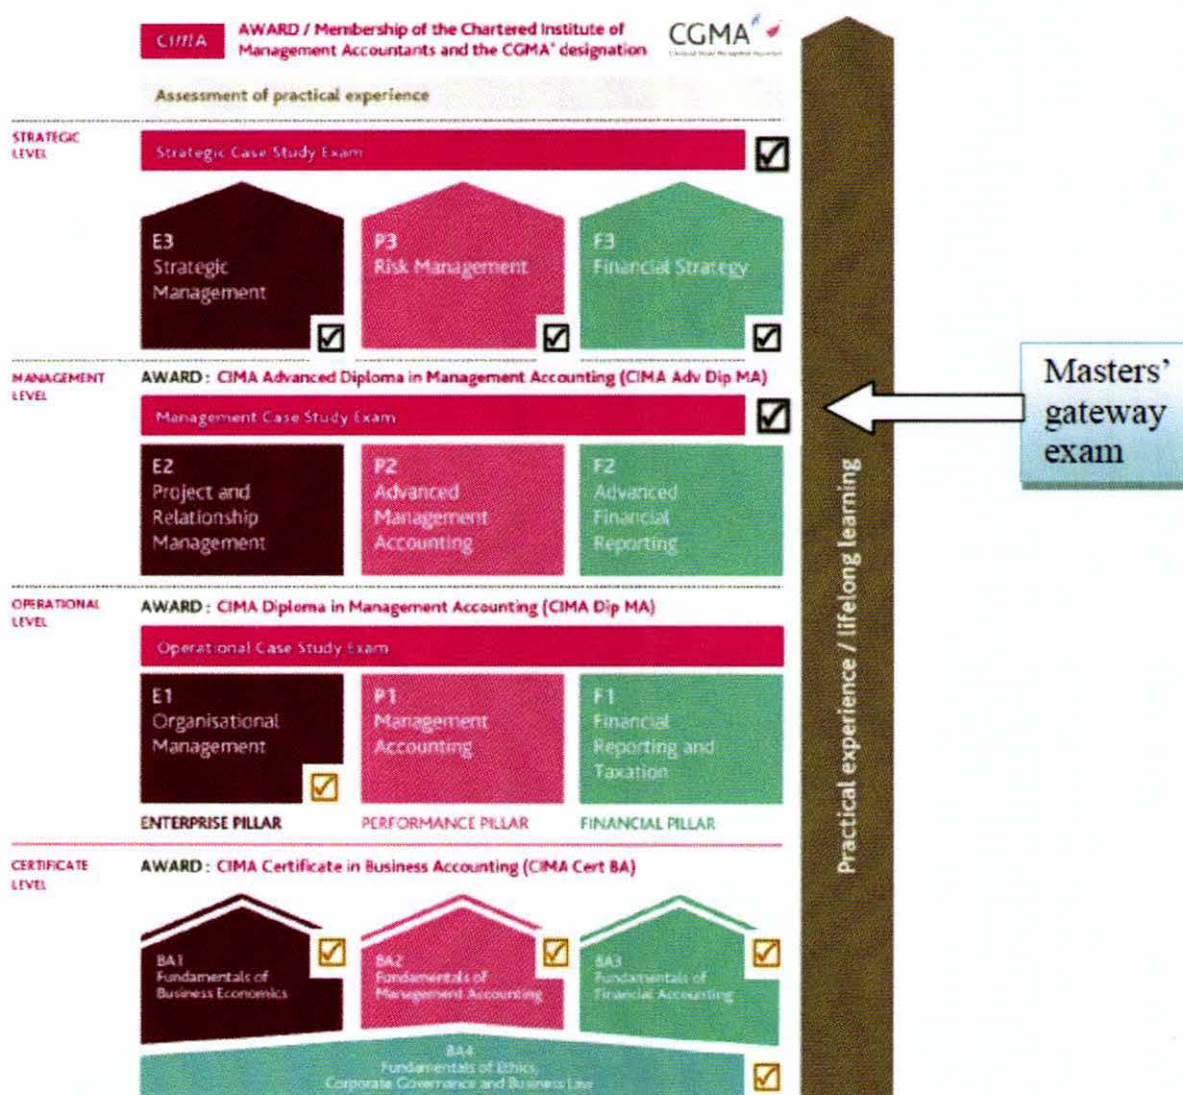 CIMA
AWARD / Membership of the Chartered Institute of
Management Accountants and the CGMA® designation
CGMA
Assessment of practical experience
STRATEGIC
LEVEL
Strategic Case Study Exam
E3
Strategic
Management
P3
Risk Management
F3
Financial Strategy
MANAGEMENT
LEVEL
AWARD : CIMA Advanced Diploma in Management Accounting (CIMA Adv Dip MA)
Management Case Study Exam
E2
Project and
Relationship
Management
P2
Advanced
Management
Accounting
F2
Advanced
Financial
Reporting
OPERATIONAL
LEVEL
AWARD : CIMA Diploma in Management Accounting (CIMA Dip MA)
Operational Case Study Exam
E1
Organisational
Management
P1
Management
Accounting
F1
Financial
Reporting and
Taxation
ENTERPRISE PILLAR
PERFORMANCE PILLAR
FINANCIAL PILLAR
CERTIFICATE
LEVEL
AWARD : CIMA Certificate in Business Accounting (CIMA Cert BA)
BA1
Fundamentals of
Business Economics
BA2
Fundamentals of
Management Accounting
BA3
Fundamentals of
Financial Accounting
BA4
Fundamentals of Ethics,
Corporate Governance and Business Law
Practical experience / lifelong learning
Masters'
gateway
exam